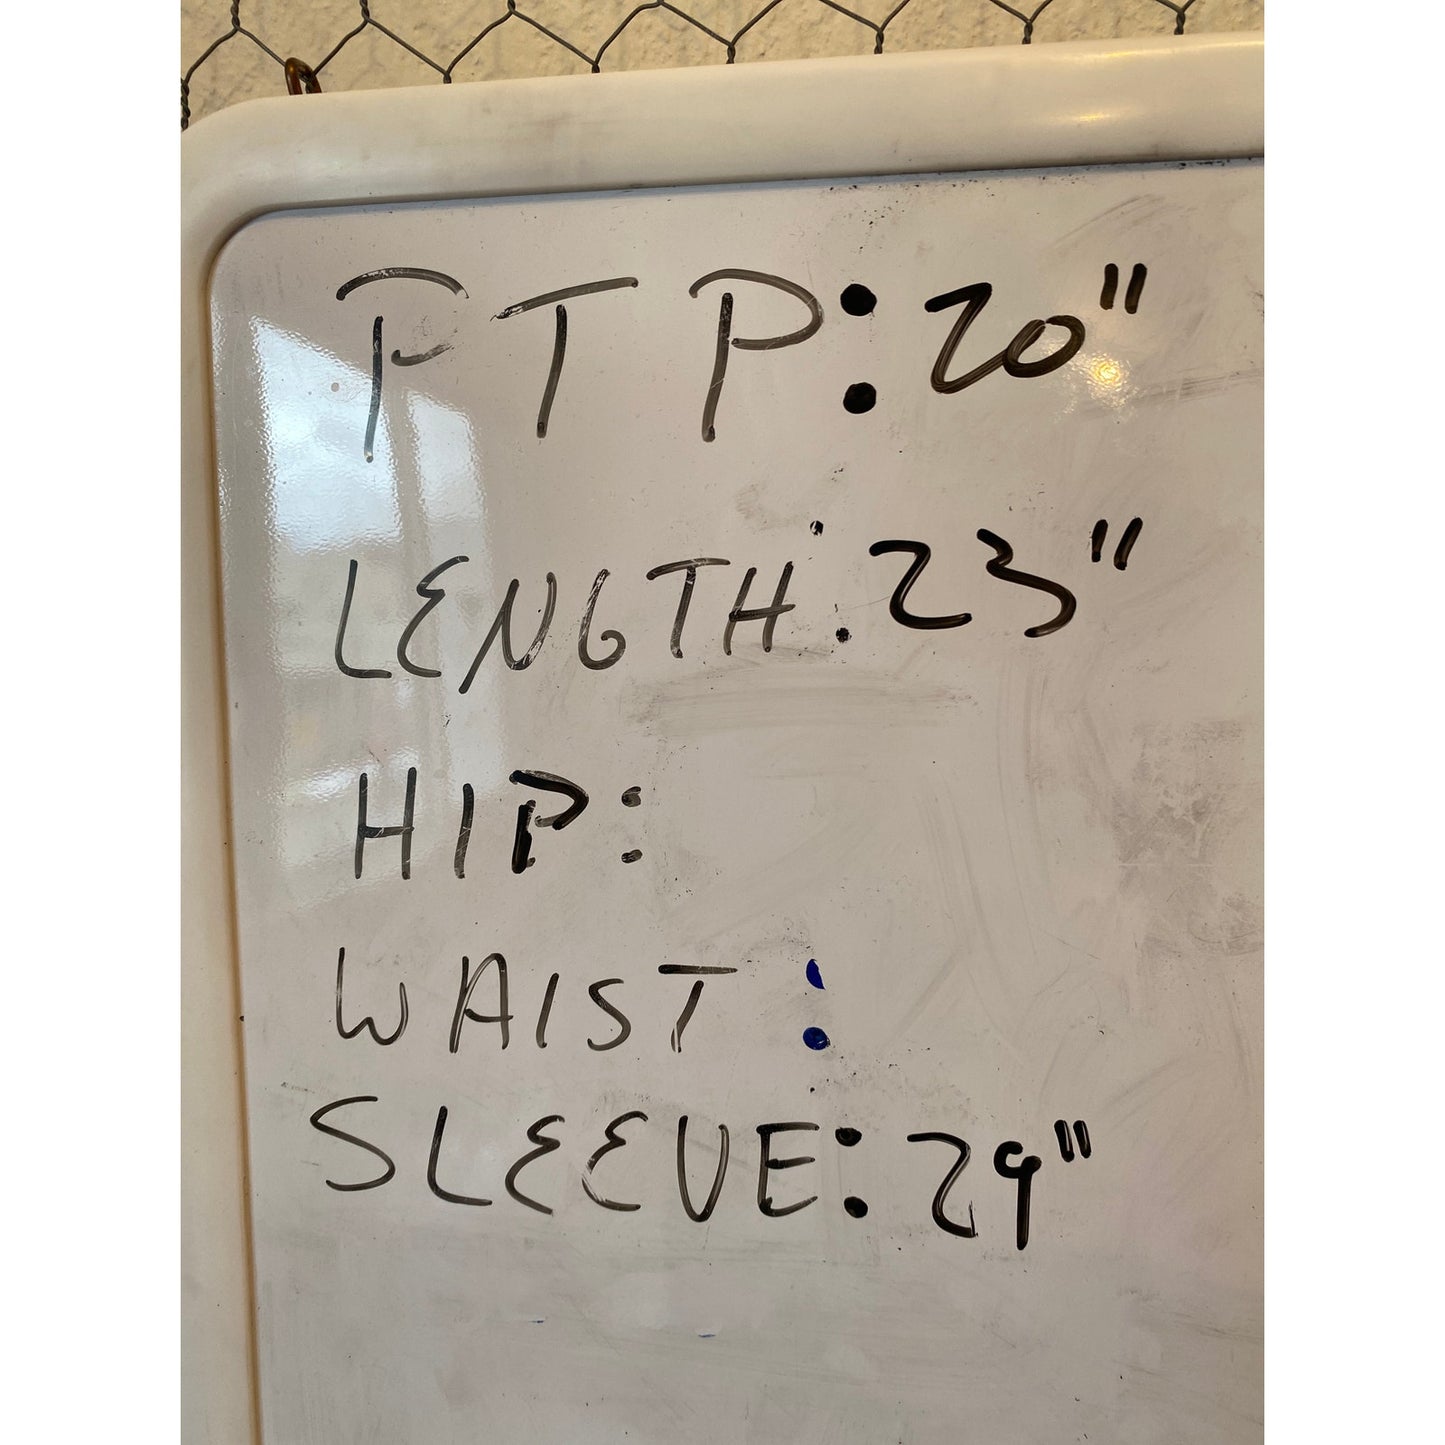 PTP: 20"
LENGTH: 23"
HIP:
WAIST:
SLEEVE: 29"